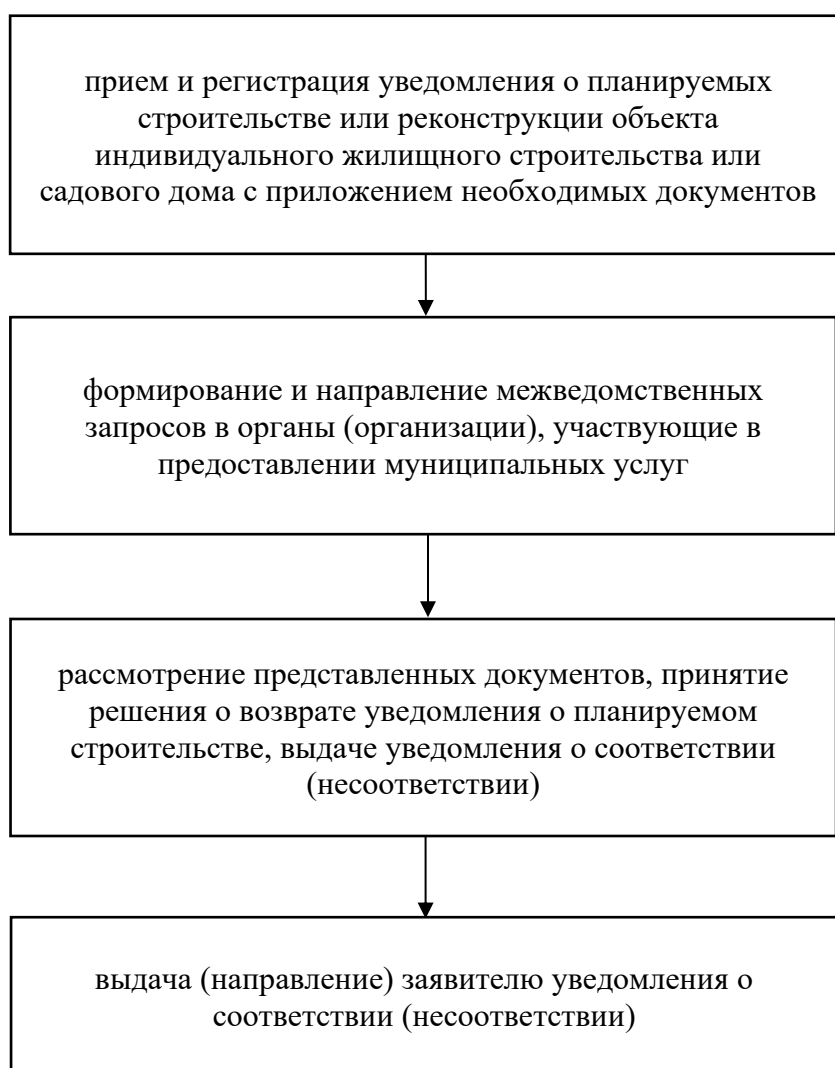 прием и регистрация уведомления о планируемых
строительстве или реконструкции объекта
индивидуального жилищного строительства или
садового дома с приложением необходимых документов
формирование и направление межведомственных
запросов в органы (организации), участвующие в
предоставлении муниципальных услуг
рассмотрение представленных документов, принятие
решения о возврате уведомления о планируемом
строительстве, выдаче уведомления о соответствии
(несоответствии)
выдача (направление) заявителю уведомления о
соответствии (несоответствии)